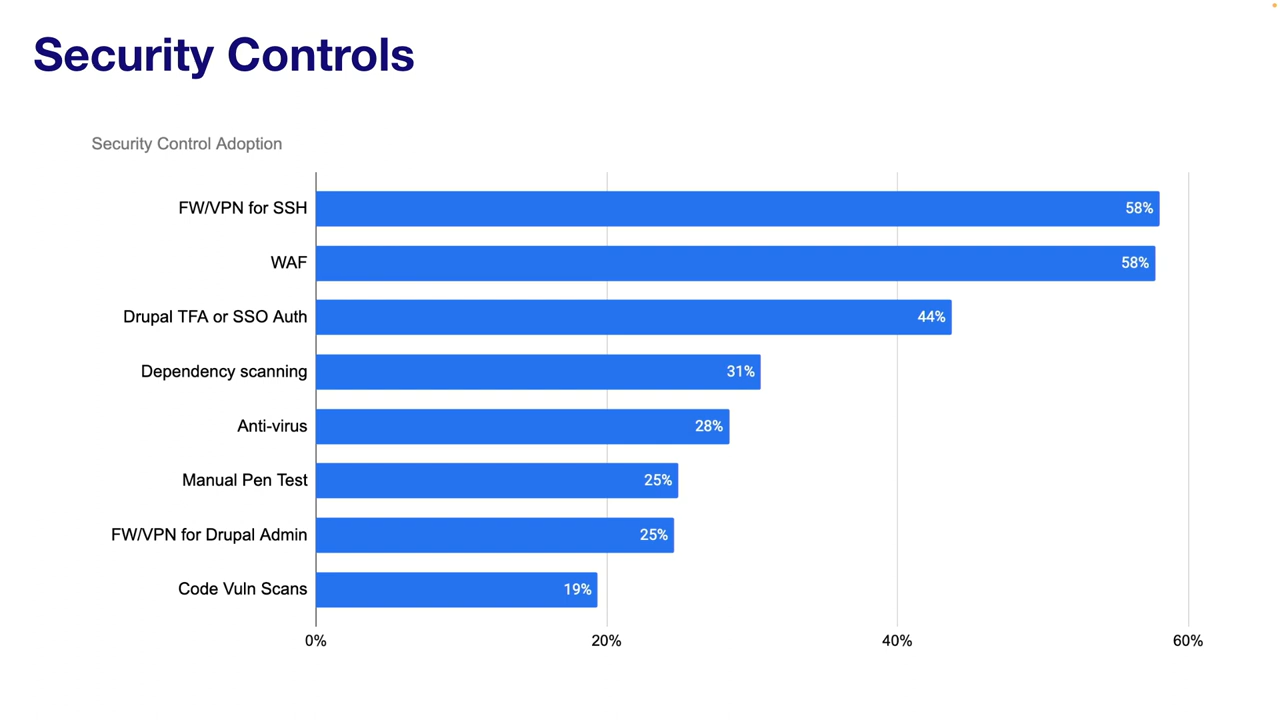 Security Controls
Security Control Adoption
FW/VPN for SSH 58%
WAF 58%
Drupal TFA or SSO Auth 44%
Dependency scanning 31%
Anti-virus 28%
Manual Pen Test 25%
FW/VPN for Drupal Admin 25%
Code Vuln Scans 19%
0% 20% 40% 60%